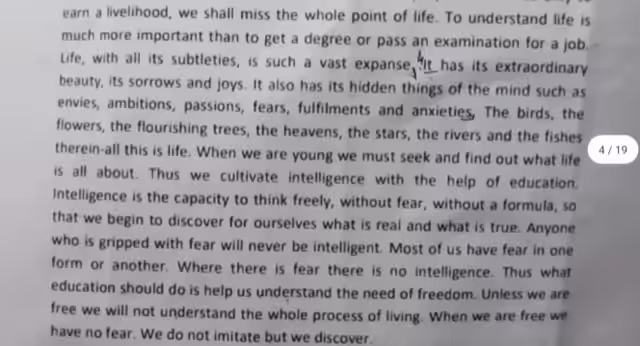 earn a livelihood, we shall miss the whole point of life. To understand life is
much more important than to get a degree or pass an examination for a job.
Life, with all its subtleties, is such a vast expanse, It has its extraordinary
beauty, its sorrows and joys. It also has its hidden things of the mind such as
envies, ambitions, passions, fears, fulfilments and anxieties, The birds, the
flowers, the flourishing trees, the heavens, the stars, the rivers and the fishes
therein-all this is life. When we are young we must seek and find out what life
4 / 19
is all about. Thus we cultivate intelligence with the help of education.
Intelligence is the capacity to think freely, without fear, without a formula, so
that we begin to discover for ourselves what is real and what is true. Anyone
who is gripped with fear will never be intelligent. Most of us have fear in one
form or another. Where there is fear there is no intelligence. Thus what
education should do is help us understand the need of freedom. Unless we are
free we will not understand the whole process of living. When we are free we
have no fear. We do not imitate but we discover.